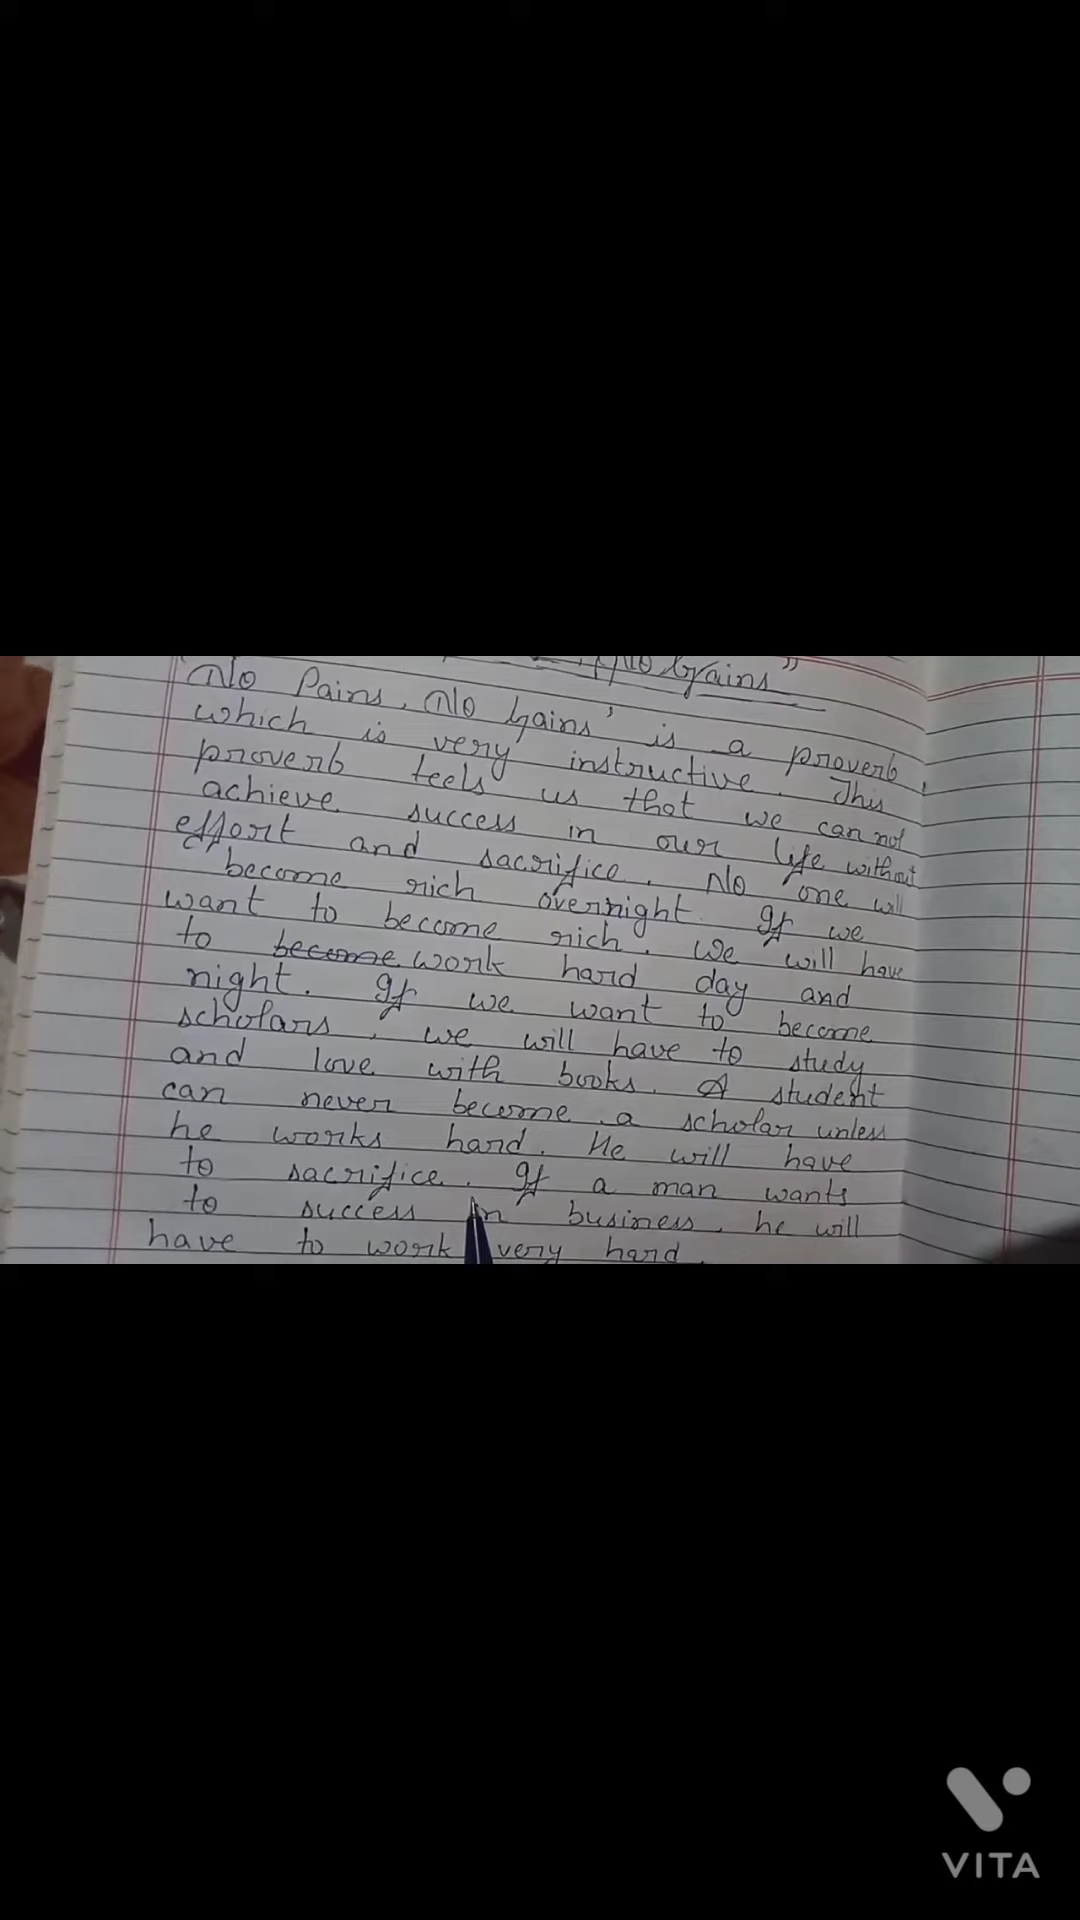 No Gains"
'No Pains, No Gains' is a proverb,
which is very instructive. This
proverb teels us that we can not
achieve success in our life without
effort and sacrifice. No one will
become rich overnight. If we
want to become rich, we will have
to become work hard day and
night. If we want to become
scholars, we will have to study
and love with books. A student
can never become a scholar unless
he works hard. He will have
to sacrifice. If a man wants
to success in business, he will
have to work very hard.
VITA